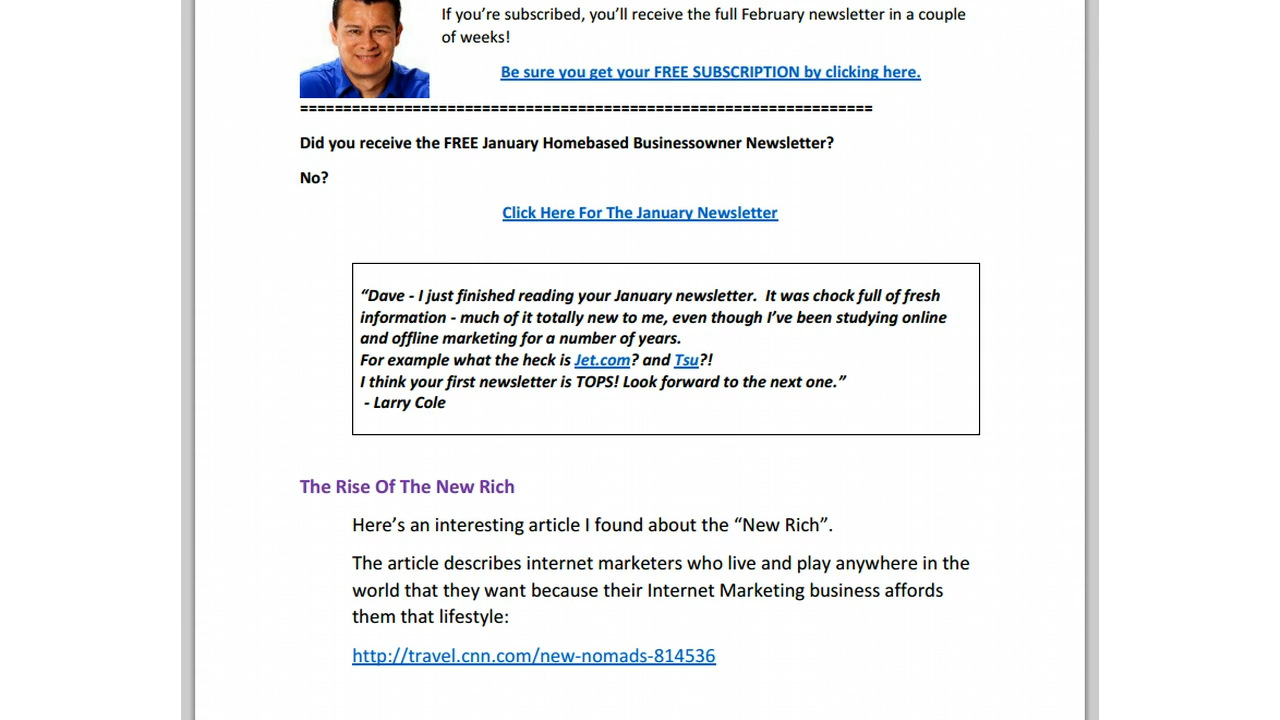 If you’re subscribed, you’ll receive the full February newsletter in a couple
of weeks!
Be sure you get your FREE SUBSCRIPTION by clicking here.
==================================================================
Did you receive the FREE January Homebased Businessowner Newsletter?
No?
Click Here For The January Newsletter
“Dave - I just finished reading your January newsletter.  It was chock full of fresh
information - much of it totally new to me, even though I’ve been studying online
and offline marketing for a number of years.
For example what the heck is Jet.com? and Tsu?!
I think your first newsletter is TOPS! Look forward to the next one.”
- Larry Cole
The Rise Of The New Rich
Here’s an interesting article I found about the “New Rich”.
The article describes internet marketers who live and play anywhere in the
world that they want because their Internet Marketing business affords
them that lifestyle:
http://travel.cnn.com/new-nomads-814536